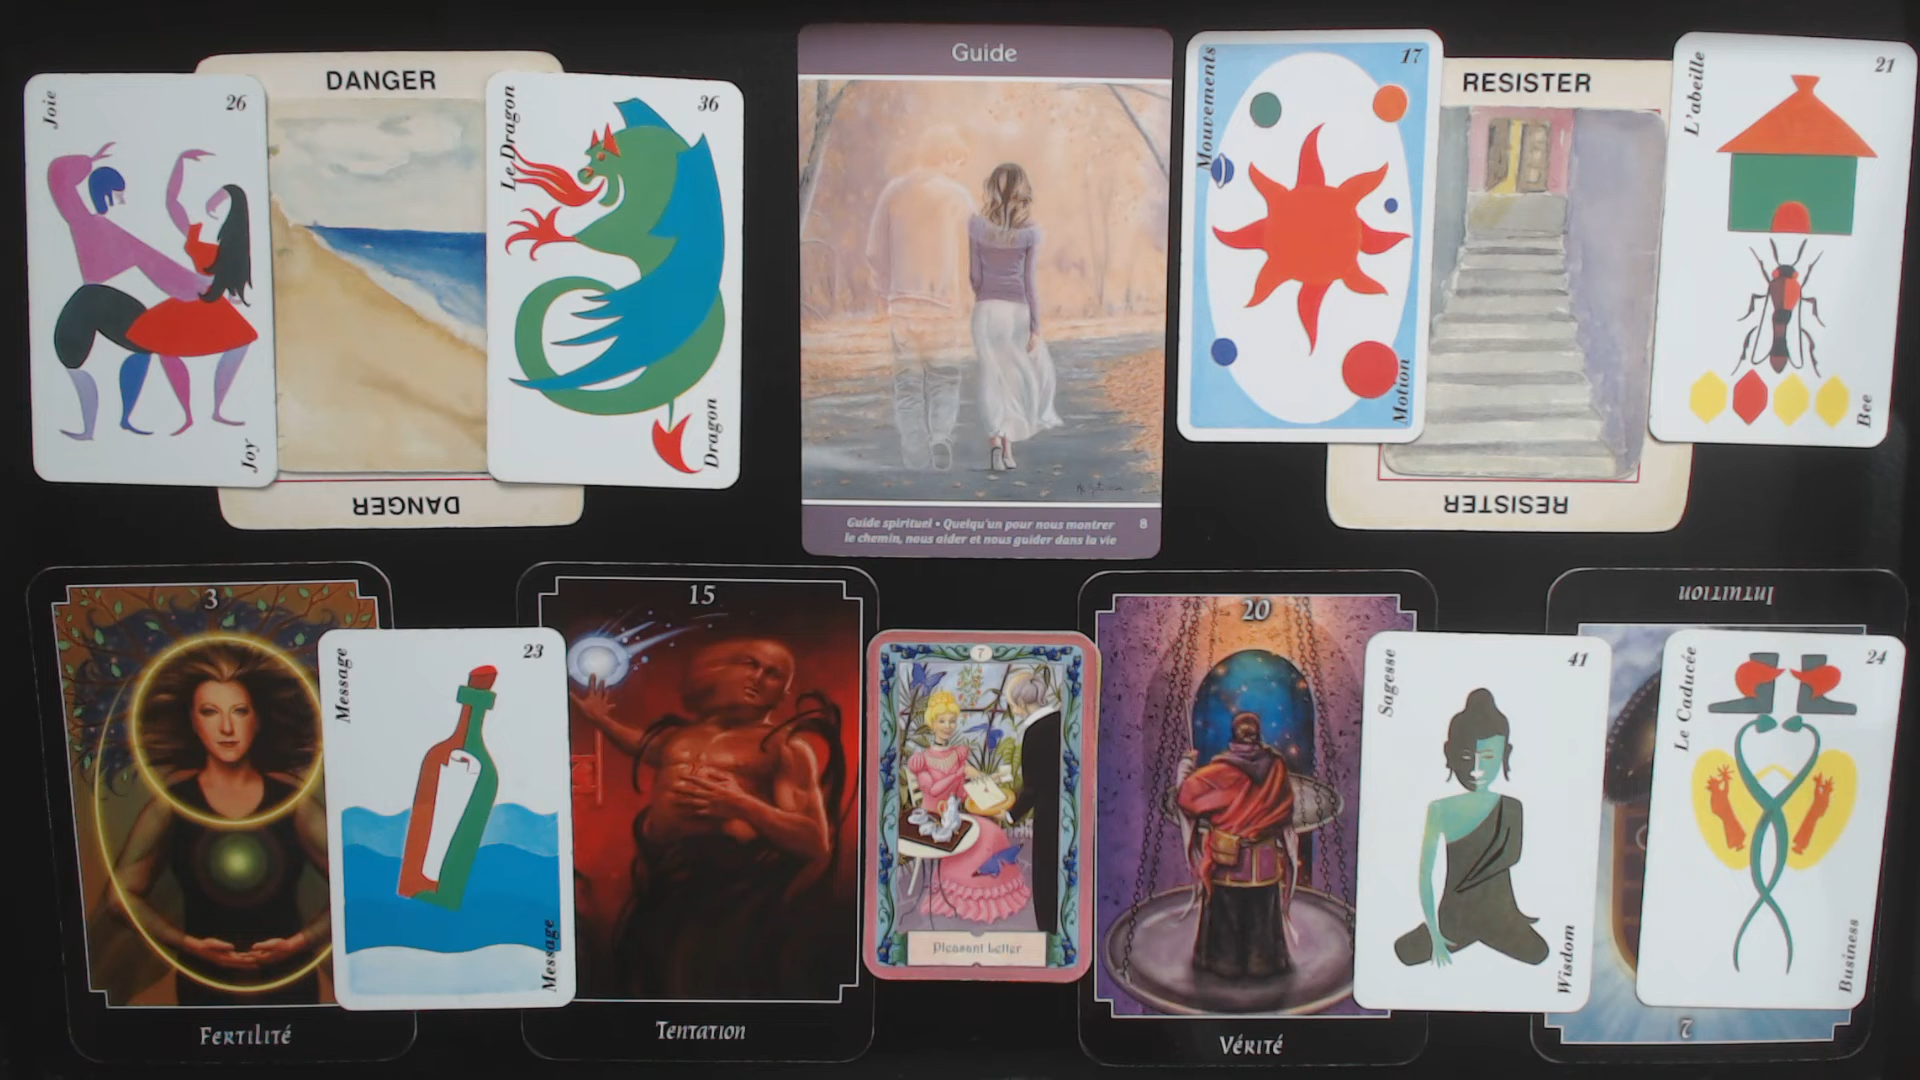 Joie
26
Joy
DANGER
DANGER
Le Dragon
36
Dragon
Guide
Guide spirituel • Quelqu'un pour nous montrer
le chemin, nous aider et nous guider dans la vie
8
Mouvements
17
Motion
RESISTER
RESISTER
L'abeille
21
Bee
3
Fertilité
Message
23
Message
15
Tentation
7
Pleasant Letter
20
Vérité
Sagesse
41
Wisdom
Intuition
2
Le Caducée
24
Business